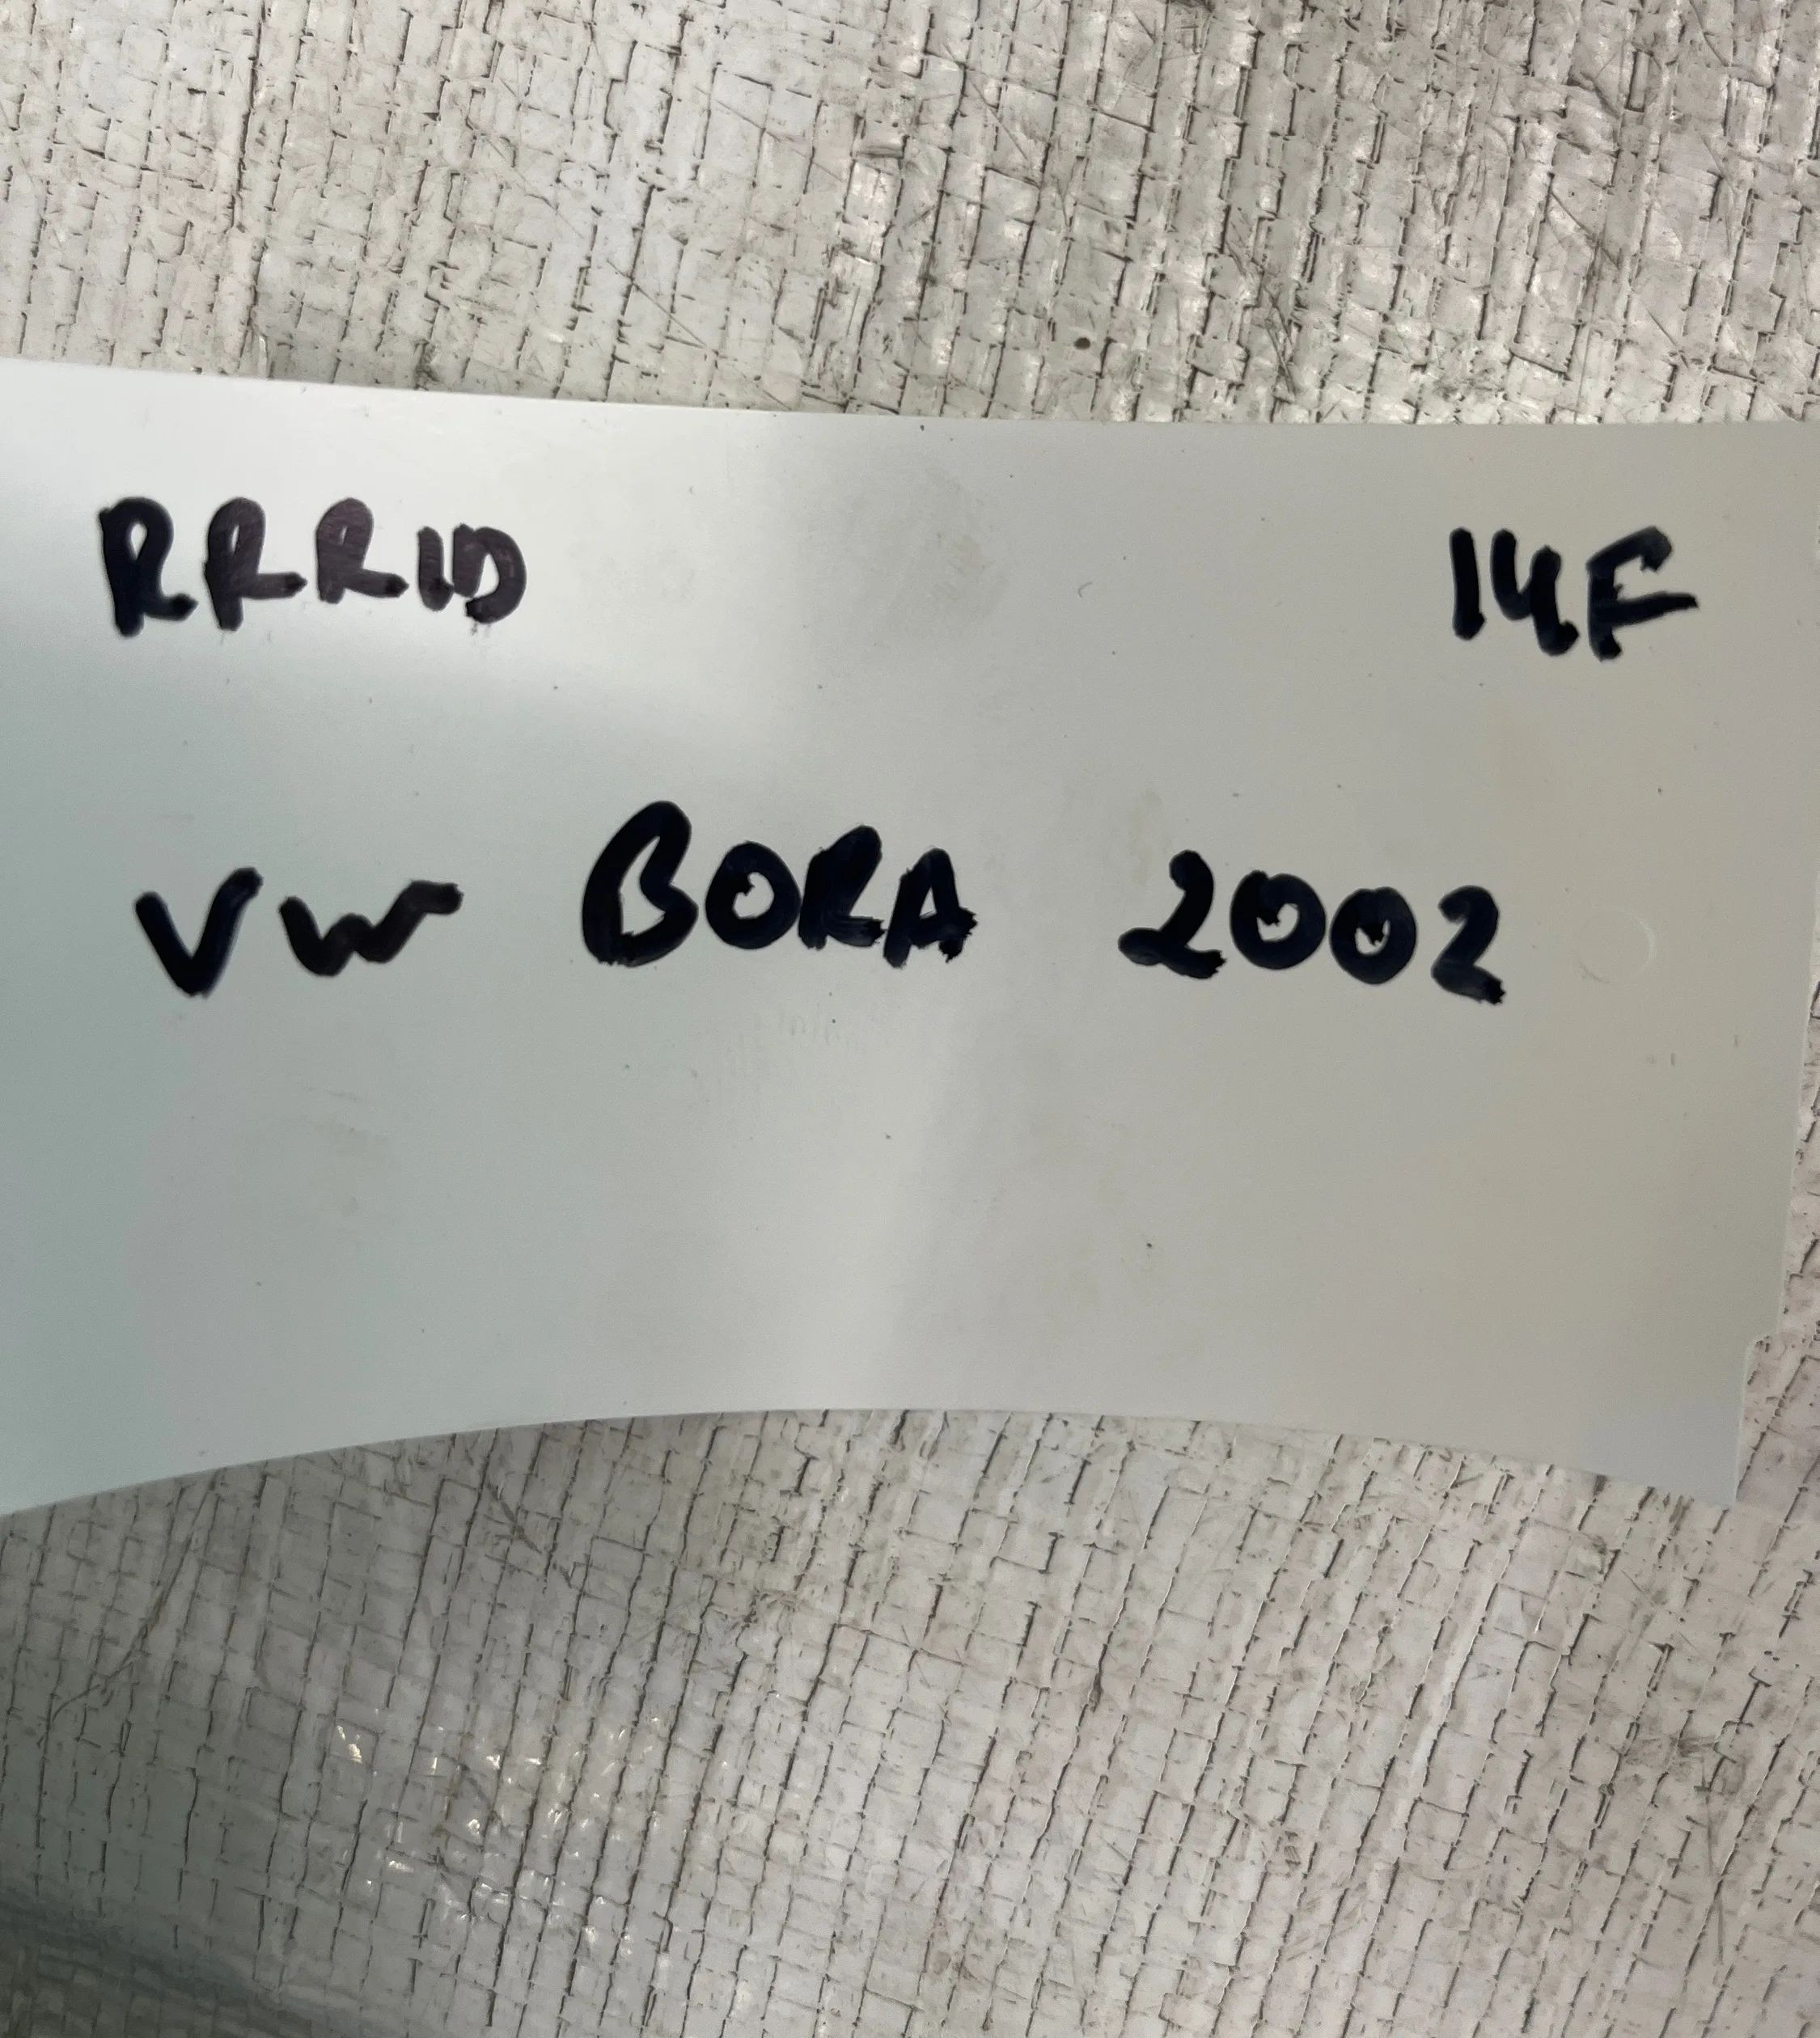 RRRID 14F
VW BORA 2002